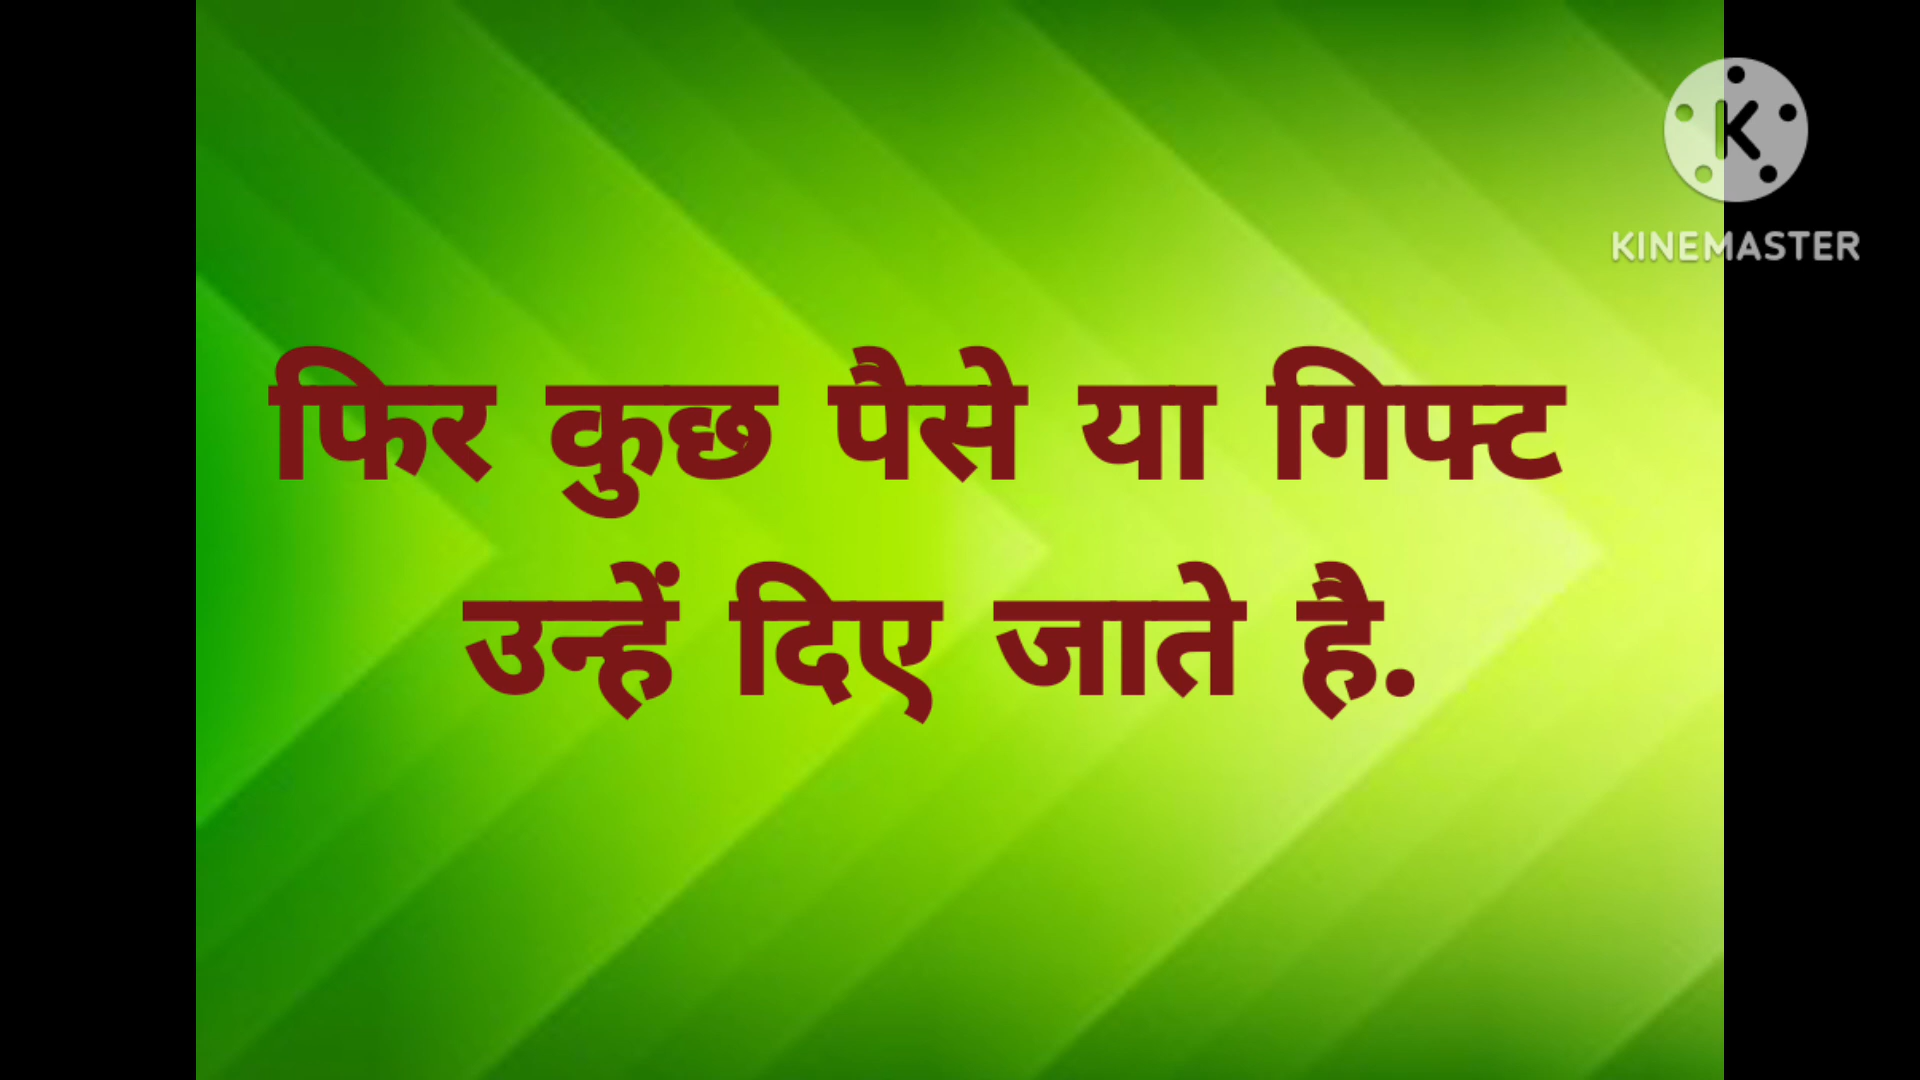 KINEMASTER
फिर कुछ पैसे या गिफ्ट
उन्हें दिए जाते है.